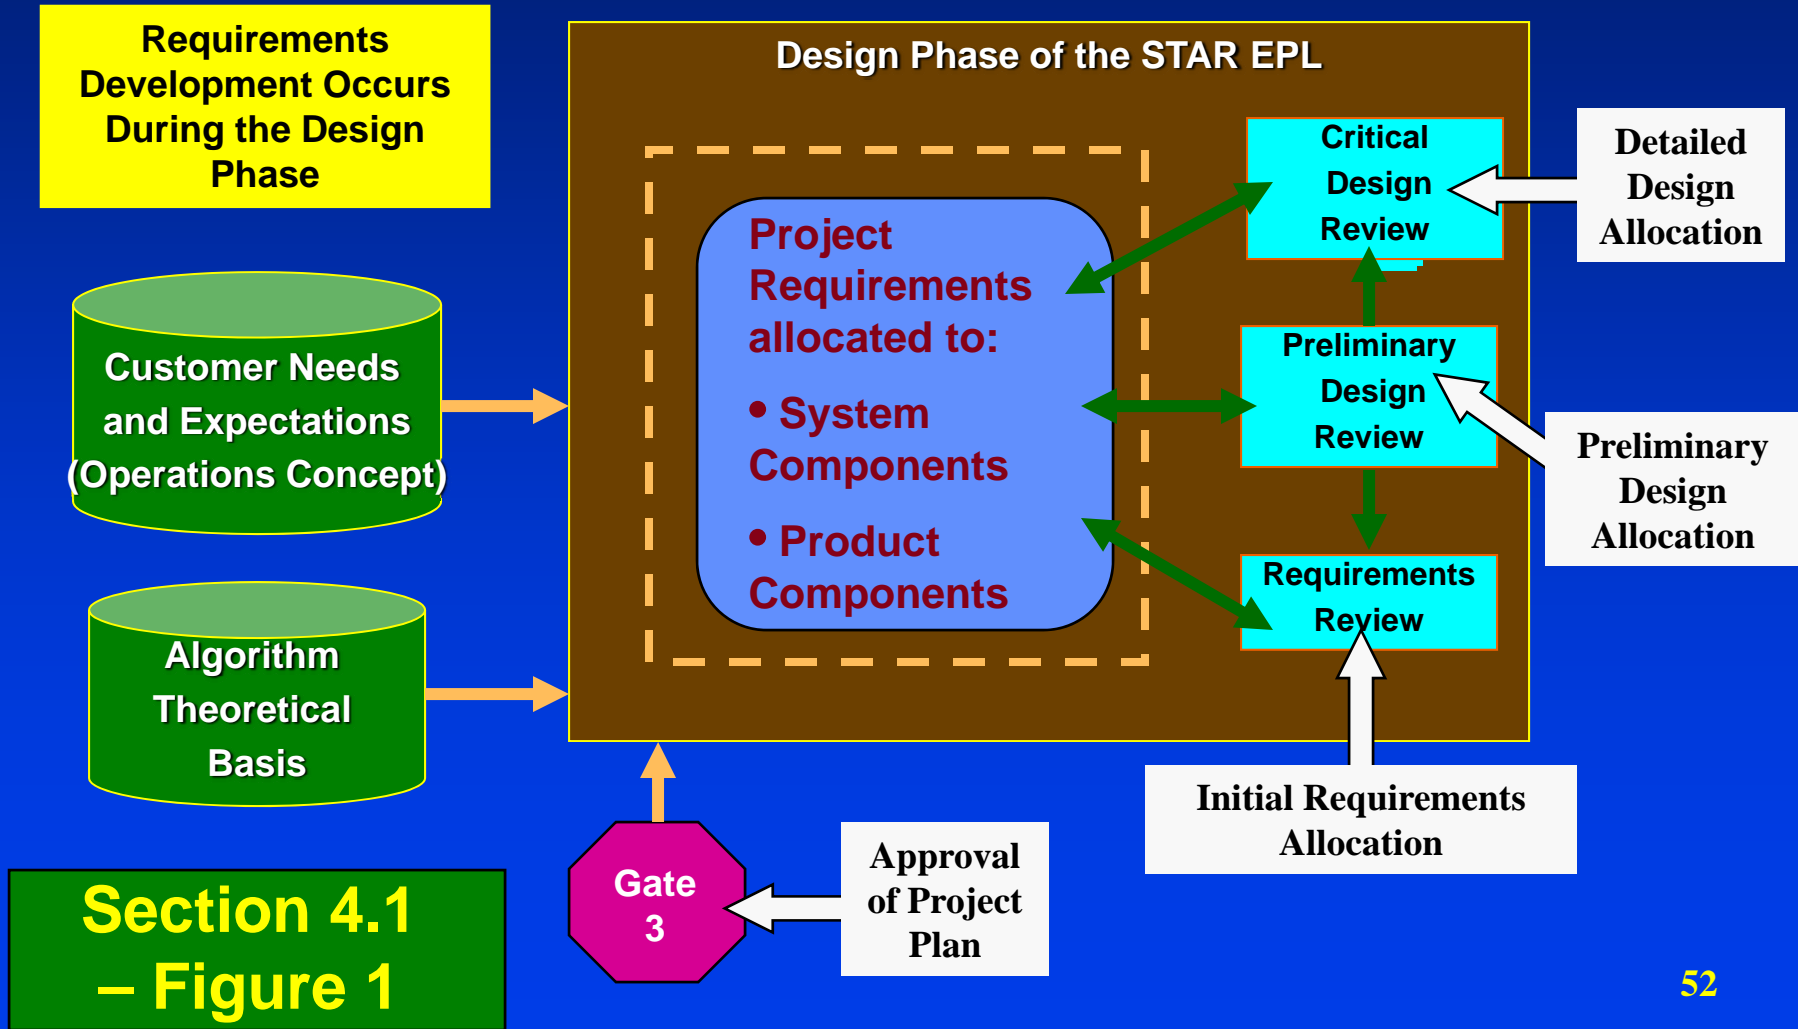 Requirements
Development Occurs
During the Design
Phase
Design Phase of the STAR EPL
Critical
Design
Review
Detailed
Design
Allocation
Project
Requirements
allocated to:
• System
Components
• Product
Components
Customer Needs
and Expectations
(Operations Concept)
Preliminary
Design
Review
Preliminary
Design
Allocation
Requirements
Review
Algorithm
Theoretical
Basis
Initial Requirements
Allocation
Gate
3
Approval
of Project
Plan
Section 4.1
– Figure 1
52